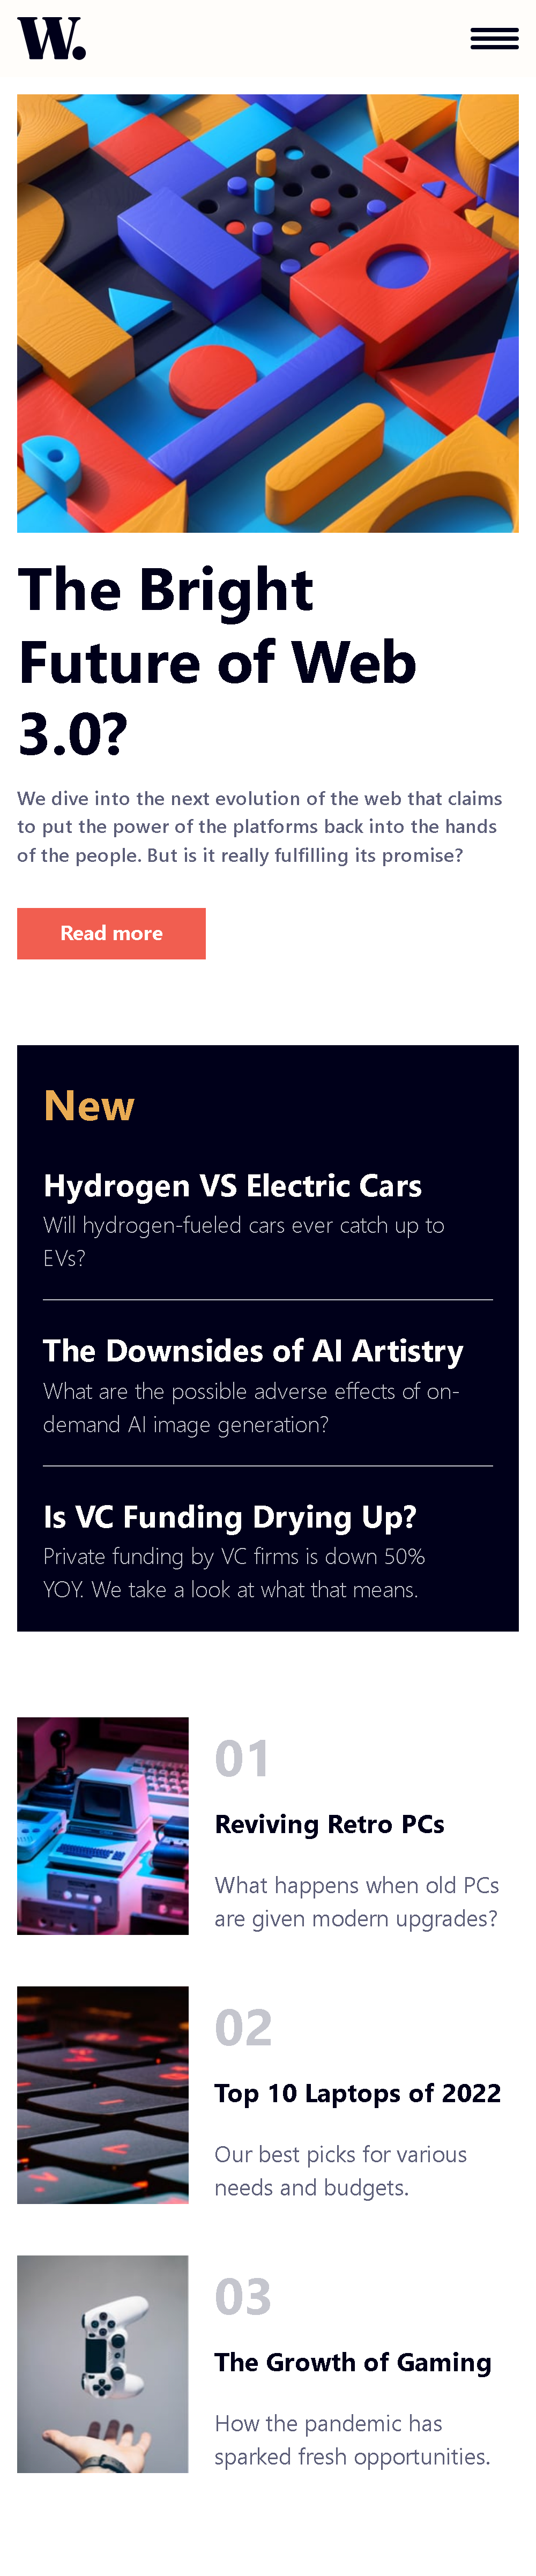 W.
The Bright
Future of Web
3.0?
We dive into the next evolution of the web that claims
to put the power of the platforms back into the hands
of the people. But is it really fulfilling its promise?
Read more
New
Hydrogen VS Electric Cars
Will hydrogen-fueled cars ever catch up to
EVs?
The Downsides of AI Artistry
What are the possible adverse effects of on-
demand AI image generation?
Is VC Funding Drying Up?
Private funding by VC firms is down 50%
YOY. We take a look at what that means.
01
Reviving Retro PCs
What happens when old PCs
are given modern upgrades?
02
Top 10 Laptops of 2022
Our best picks for various
needs and budgets.
03
The Growth of Gaming
How the pandemic has
sparked fresh opportunities.